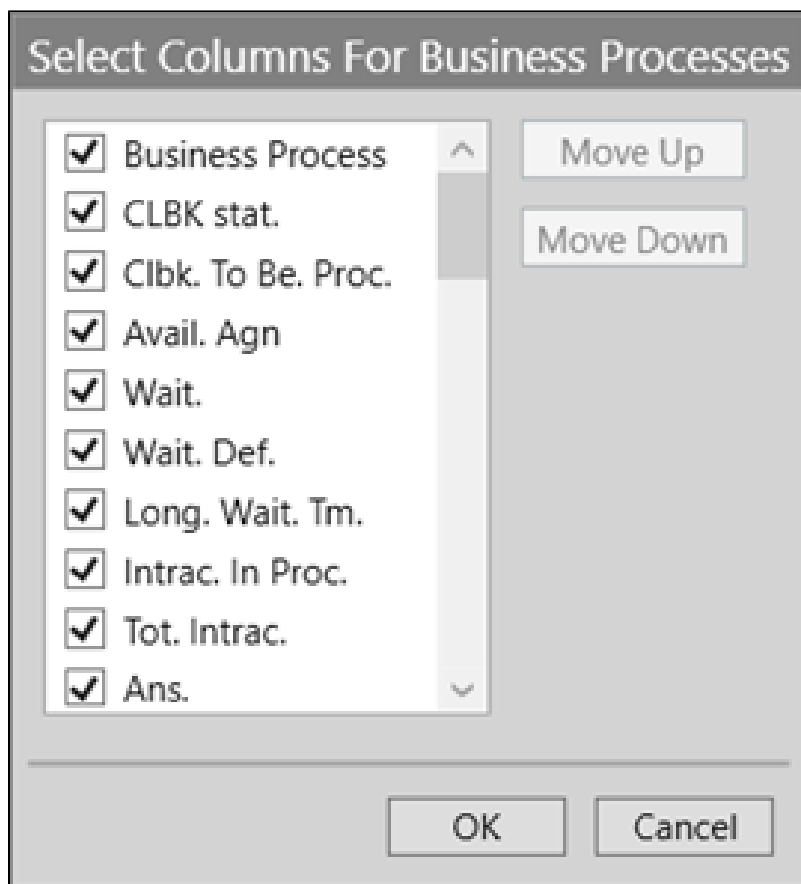 Select Columns For Business Processes
Business Process
CLBK stat.
Clbk. To Be. Proc.
Avail. Agn
Wait.
Wait. Def.
Long. Wait. Tm.
Intrac. In Proc.
Tot. Intrac.
Ans.
Move Up
Move Down
OK
Cancel